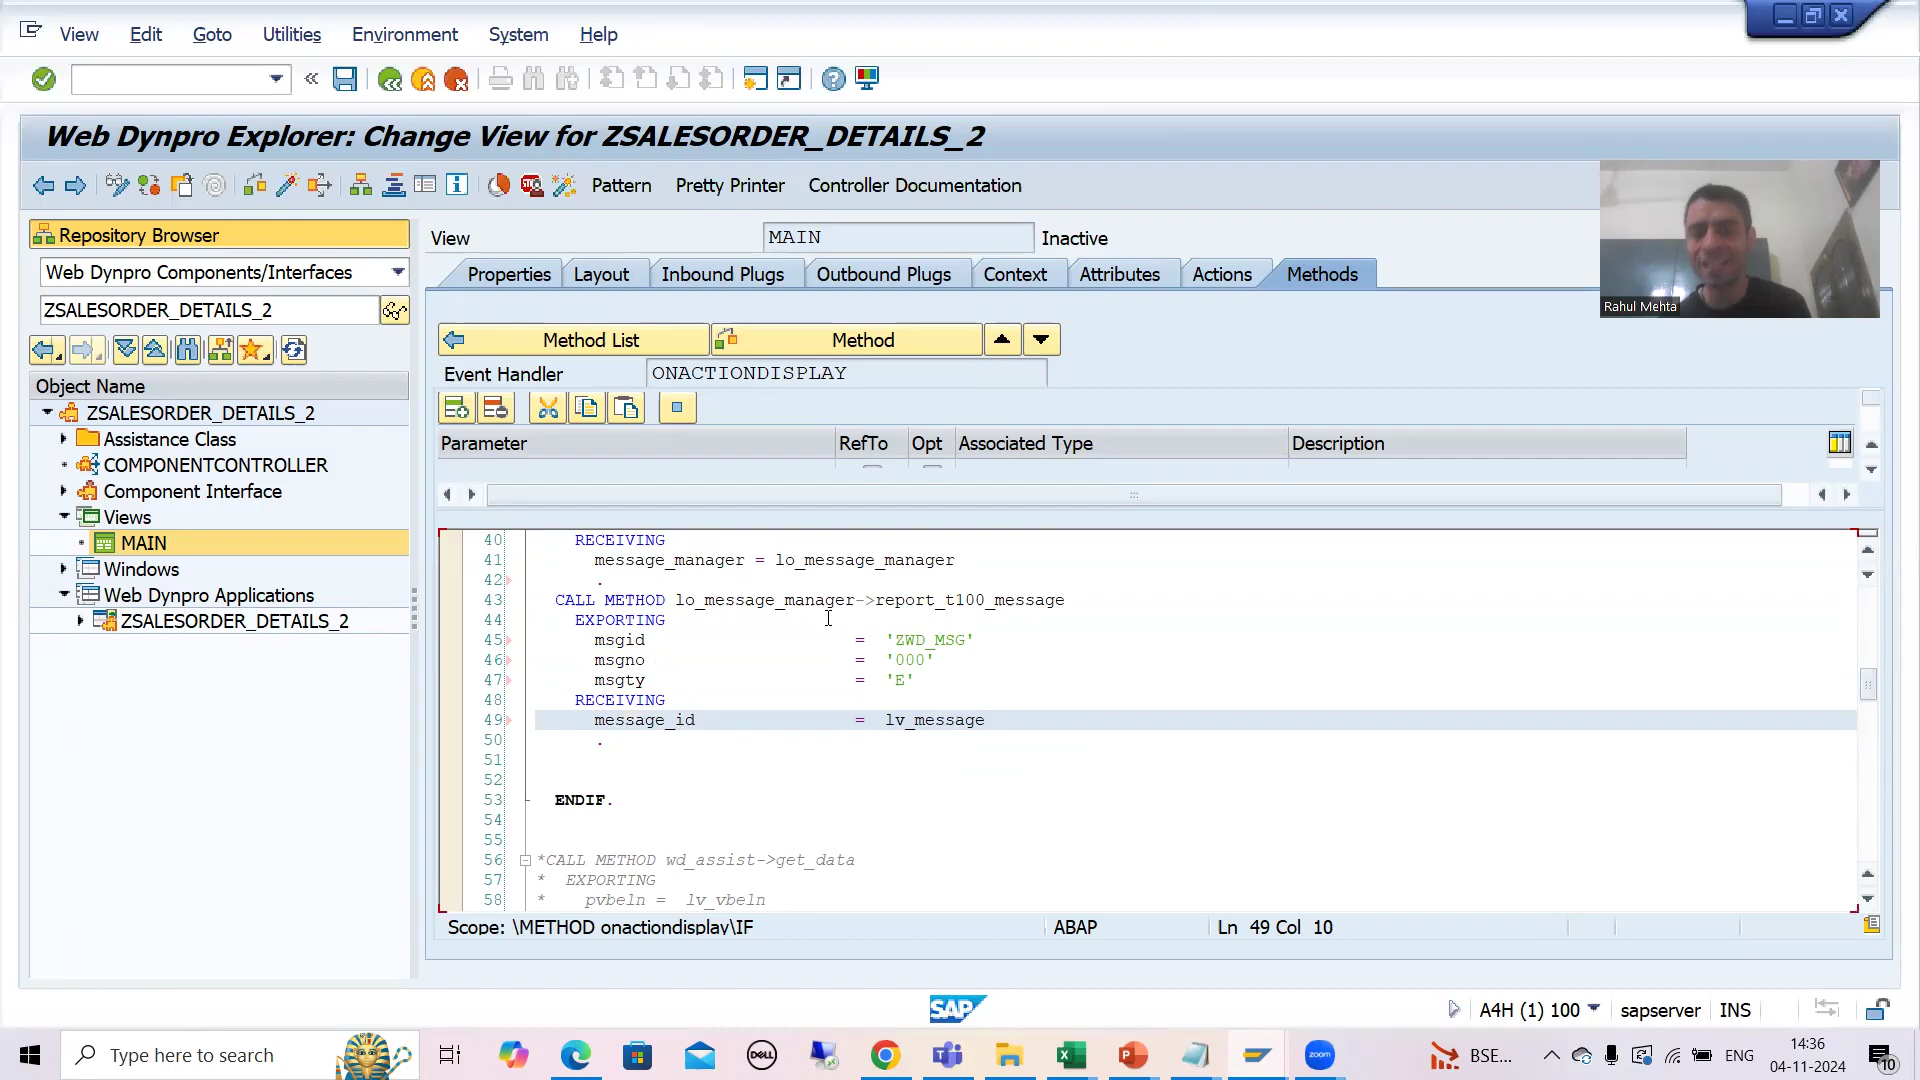 View Edit Goto Utilities Environment System Help
Web Dynpro Explorer: Change View for ZSALESORDER_DETAILS_2
Pattern Pretty Printer Controller Documentation
Repository Browser
Web Dynpro Components/Interfaces
ZSALESORDER_DETAILS_2
Object Name
ZSALESORDER_DETAILS_2
Assistance Class
COMPONENTCONTROLLER
Component Interface
Views
MAIN
Windows
Web Dynpro Applications
ZSALESORDER_DETAILS_2
View MAIN Inactive
Properties Layout Inbound Plugs Outbound Plugs Context Attributes Actions Methods
Method List Method
Event Handler ONACTIONDISPLAY
Parameter RefTo Opt Associated Type Description
40 RECEIVING
41 message_manager = lo_message_manager
42 .
43 CALL METHOD lo_message_manager->report_t100_message
44 EXPORTING
45 msgid = 'ZWD_MSG'
46 msgno = '000'
47 msgty = 'E'
48 RECEIVING
49 message_id = lv_message
50 .
51
52
53 ENDIF.
54
55
56 *CALL METHOD wd_assist->get_data
57 * EXPORTING
58 * pvbeln = lv_vbeln
Scope: \METHOD onactiondisplay\IF ABAP Ln 49 Col 10
Rahul Mehta
SAP
A4H (1) 100 sapserver INS
Type here to search
DELL
zoom
BSE...
ENG
14:36
04-11-2024
10